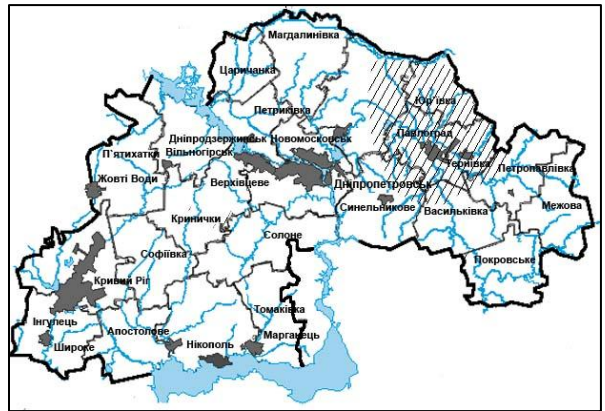 Магдалинівка
Царичанка
Юр'ївка
Петриківка
Павлоград
Дніпродзержинськ
Новомосковськ
Вільногірськ
П'ятихатки
Тернівка
Петропавлівка
Жовті Води
Верхівцеве
Дніпропетровськ
Синельникове
Васильківка
Межова
Кринички
Солоне
Софіївка
Покровське
Кривий Ріг
Томаківка
Інгулець
Апостолове
Нікополь
Марганець
Широке